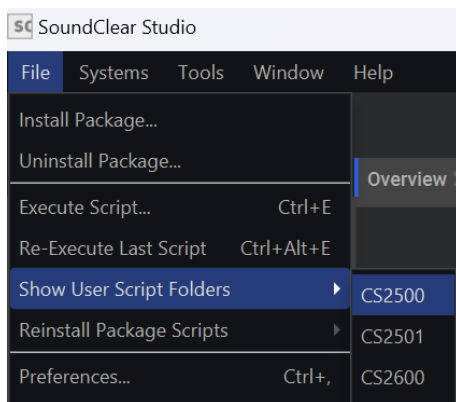 SC SoundClear Studio
File Systems Tools Window Help
Install Package...
Uninstall Package...
Overview
Execute Script... Ctrl+E
Re-Execute Last Script Ctrl+Alt+E
Show User Script Folders
CS2500
Reinstall Package Scripts
CS2501
Preferences... Ctrl+,
CS2600